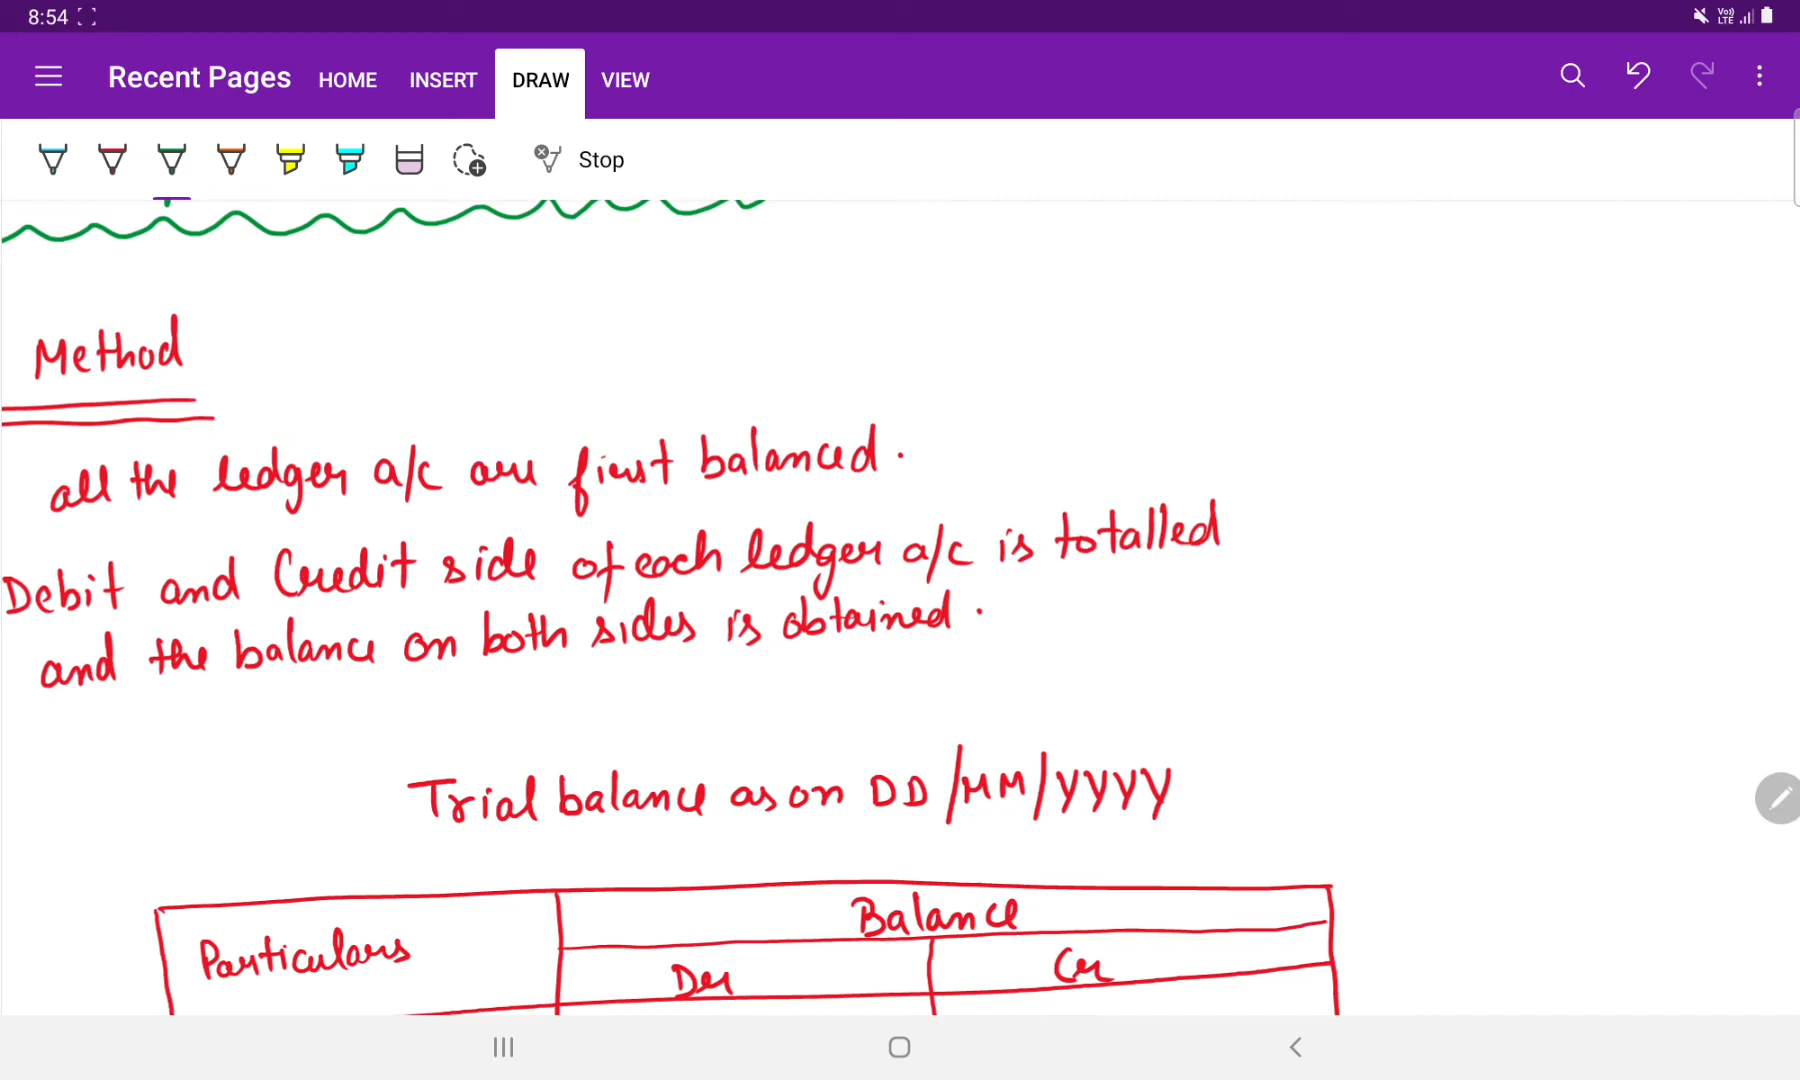 8:54
Vo)) LTE
Recent Pages HOME INSERT DRAW VIEW
Stop
Method
all the ledger a/c are first balanced.
Debit and Credit side of each ledger a/c is totalled
and the balance on both sides is obtained.
Trial balance as on DD/MM/YYYY
Balance
Particulars
Dr Cr